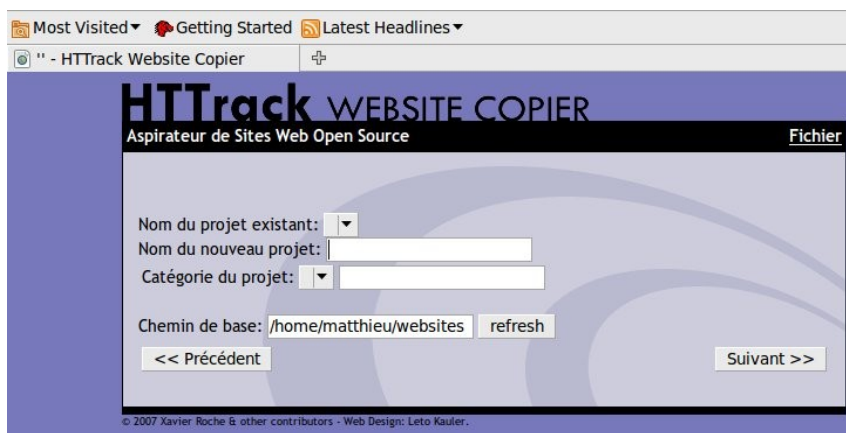 Most Visited Getting Started Latest Headlines
'' - HTTrack Website Copier
HTTrack WEBSITE COPIER
Aspirateur de Sites Web Open Source Fichier
Nom du projet existant:
Nom du nouveau projet:
Catégorie du projet:
Chemin de base: /home/matthieu/websites refresh
<< Précédent Suivant >>
© 2007 Xavier Roche & other contributors - Web Design: Leto Kauler.